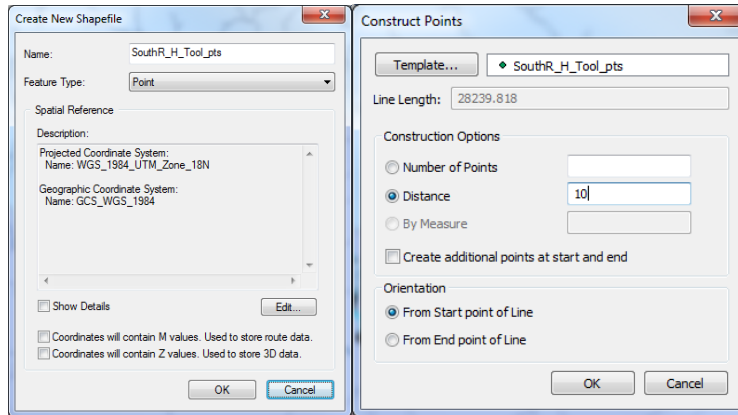 Create New Shapefile
Name: SouthR_H_Tool_pts
Feature Type: Point
Spatial Reference
Description:
Projected Coordinate System:
Name: WGS_1984_UTM_Zone_18N
Geographic Coordinate System:
Name: GCS_WGS_1984
Show Details Edit...
Coordinates will contain M values. Used to store route data.
Coordinates will contain Z values. Used to store 3D data.
OK Cancel
Construct Points
Template... SouthR_H_Tool_pts
Line Length: 28239.818
Construction Options
Number of Points
Distance 10
By Measure
Create additional points at start and end
Orientation
From Start point of Line
From End point of Line
OK Cancel